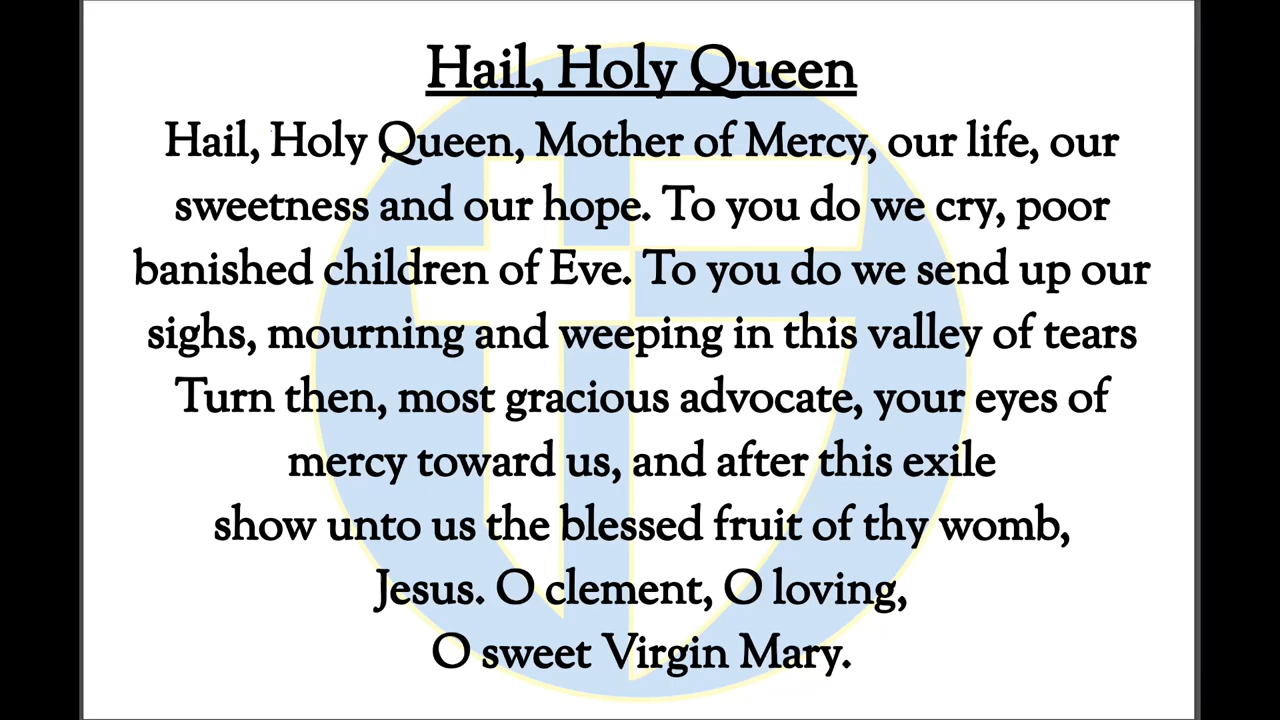 Hail, Holy Queen
Hail, Holy Queen, Mother of Mercy, our life, our
sweetness and our hope. To you do we cry, poor
banished children of Eve. To you do we send up our
sighs, mourning and weeping in this valley of tears
Turn then, most gracious advocate, your eyes of
mercy toward us, and after this exile
show unto us the blessed fruit of thy womb,
Jesus. O clement, O loving,
O sweet Virgin Mary.